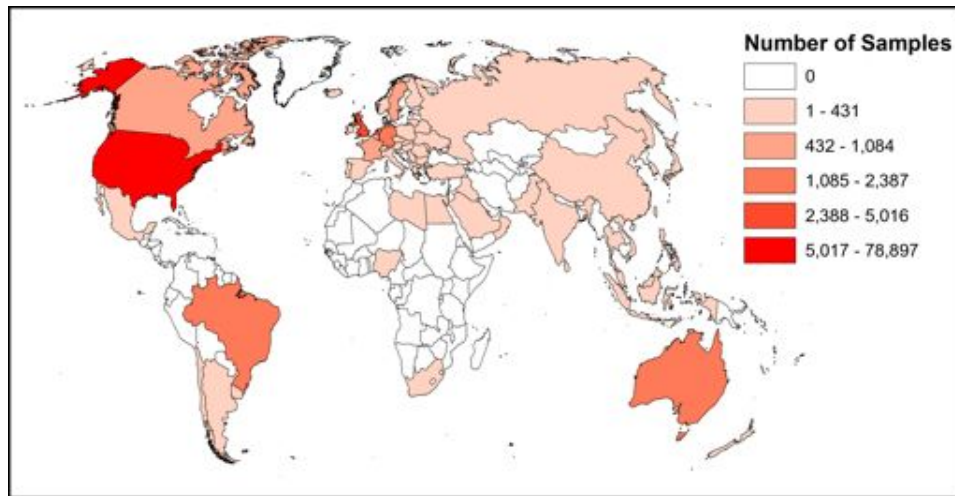 Number of Samples
0
1 - 431
432 - 1,084
1,085 - 2,387
2,388 - 5,016
5,017 - 78,897